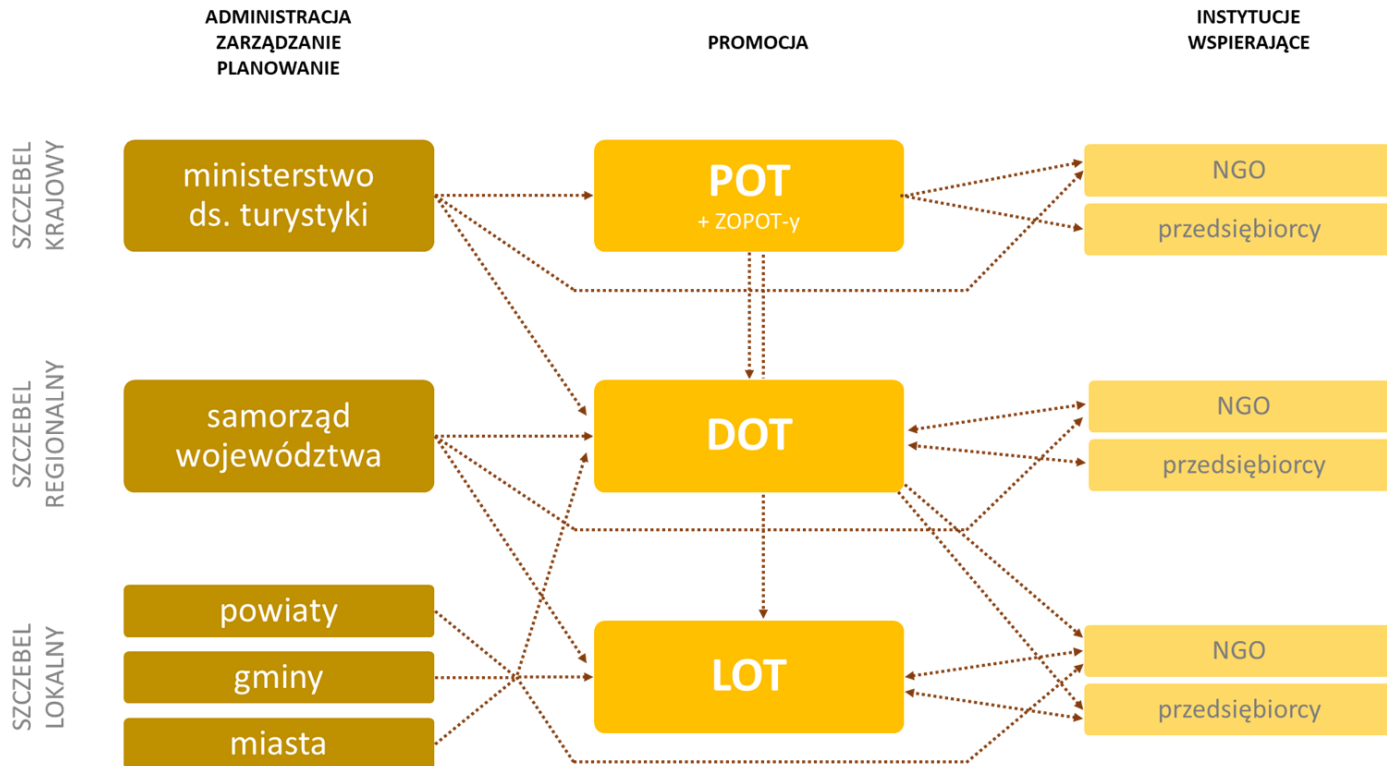 ADMINISTRACJA
ZARZĄDZANIE
PLANOWANIE
PROMOCJA
INSTYTUCJE
WSPIERAJĄCE
SZCZEBEL
KRAJOWY
ministerstwo
ds. turystyki
POT
+ ZOPOT-y
NGO
przedsiębiorcy
SZCZEBEL
REGIONALNY
samorząd
województwa
DOT
NGO
przedsiębiorcy
SZCZEBEL
LOKALNY
powiaty
gminy
miasta
LOT
NGO
przedsiębiorcy